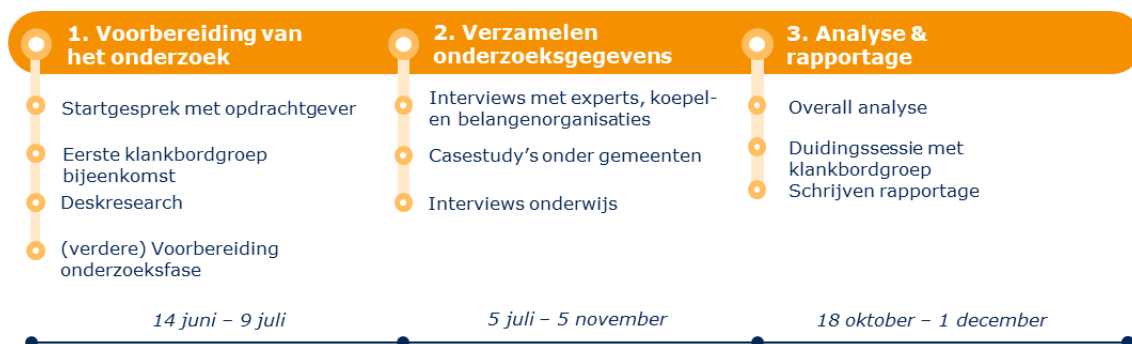 1. Voorbereiding van
het onderzoek
Startgesprek met opdrachtgever
Eerste klankbordgroep
bijeenkomst
Deskresearch
(verdere) Voorbereiding
onderzoeksfase
14 juni – 9 juli
2. Verzamelen
onderzoeksgegevens
Interviews met experts, koepel-
en belangenorganisaties
Casestudy’s onder gemeenten
Interviews onderwijs
5 juli – 5 november
3. Analyse &
rapportage
Overall analyse
Duidingssessie met
klankbordgroep
Schrijven rapportage
18 oktober – 1 december